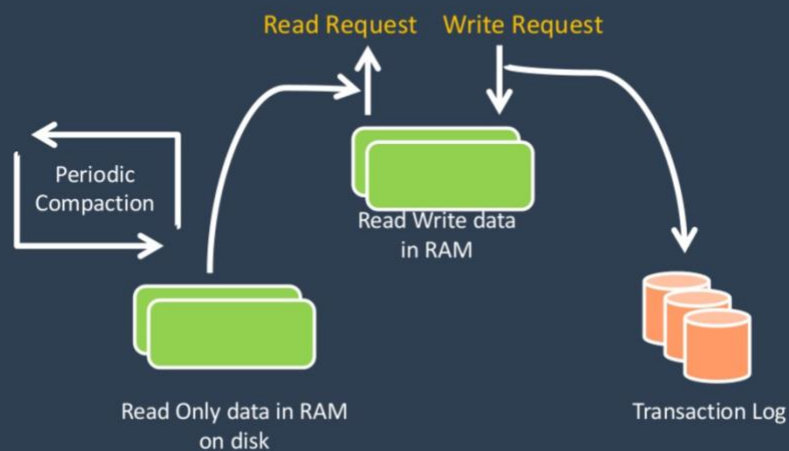 Read Request
Write Request
Periodic
Compaction
Read Write data
in RAM
Read Only data in RAM
on disk
Transaction Log